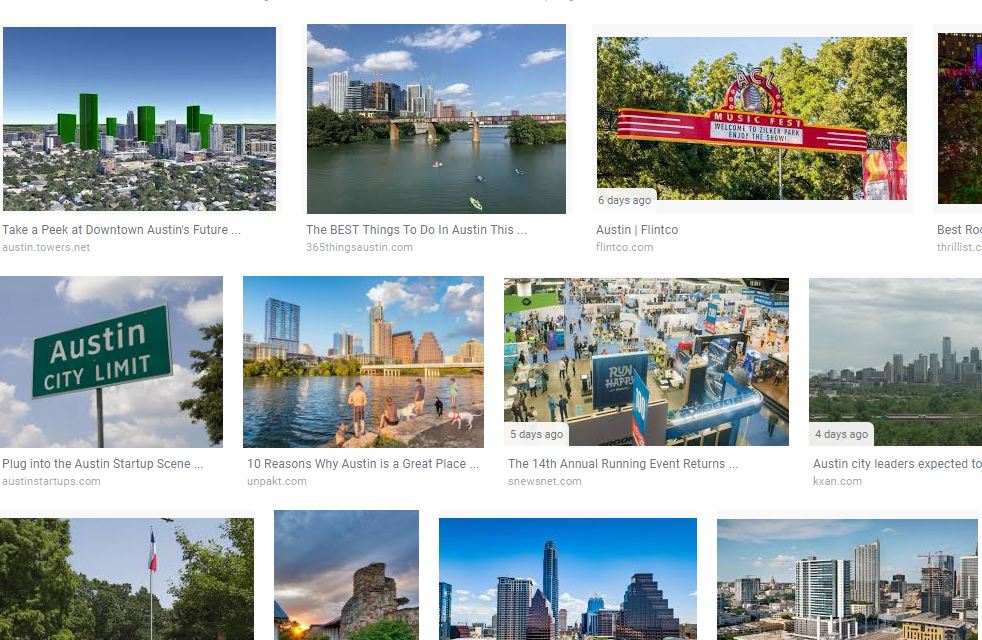 Take a Peek at Downtown Austin's Future ...
austin.towers.net
The BEST Things To Do In Austin This ...
365thingsaustin.com
ACL
MUSIC FEST
WELCOME TO ZILKER PARK
ENJOY THE SHOW!
6 days ago
Austin | Flintco
flintco.com
Best Roo
thrillist.c
Austin
CITY LIMIT
Plug into the Austin Startup Scene ...
austinstartups.com
10 Reasons Why Austin is a Great Place ...
unpakt.com
RUN
HAPPY
5 days ago
The 14th Annual Running Event Returns ...
snewsnet.com
4 days ago
Austin city leaders expected to
kxan.com